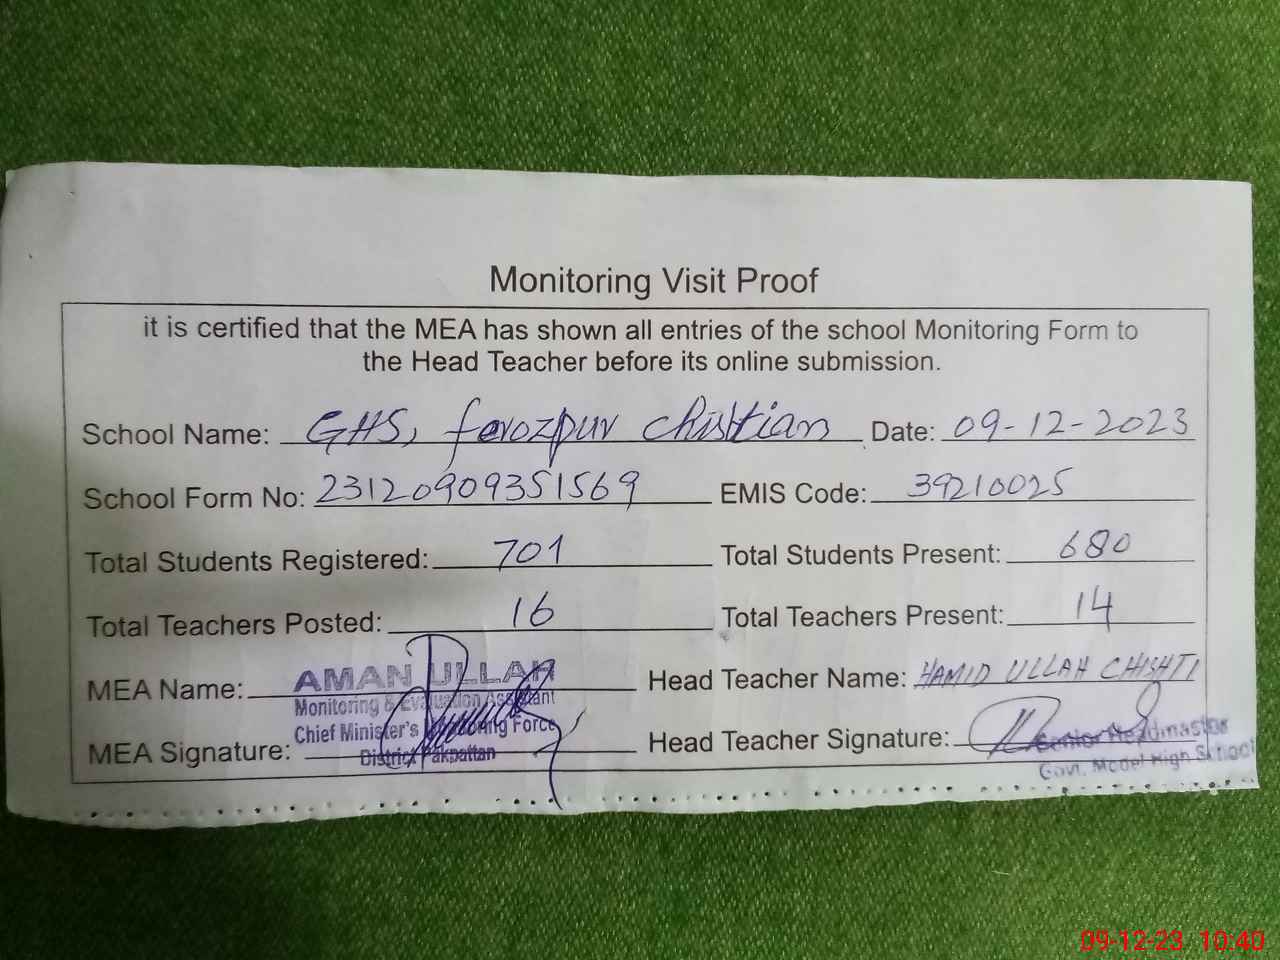 Monitoring Visit Proof
it is certified that the MEA has shown all entries of the school Monitoring Form to
the Head Teacher before its online submission.
School Name: GHS, ferozpur chishtian Date: 09-12-2023
School Form No: 23120909351569 EMIS Code: 39210025
Total Students Registered: 701 Total Students Present: 680
Total Teachers Posted: 16 Total Teachers Present: 14
MEA Name: AMAN ULLAH Head Teacher Name: HAMID ULLAH CHISHTI
Monitoring & Evaluation Assistant
Chief Minister's Monitoring Force
MEA Signature: District Pakpattan Head Teacher Signature: Senior Headmaster
Govt. Model High School
09-12-23 10:40